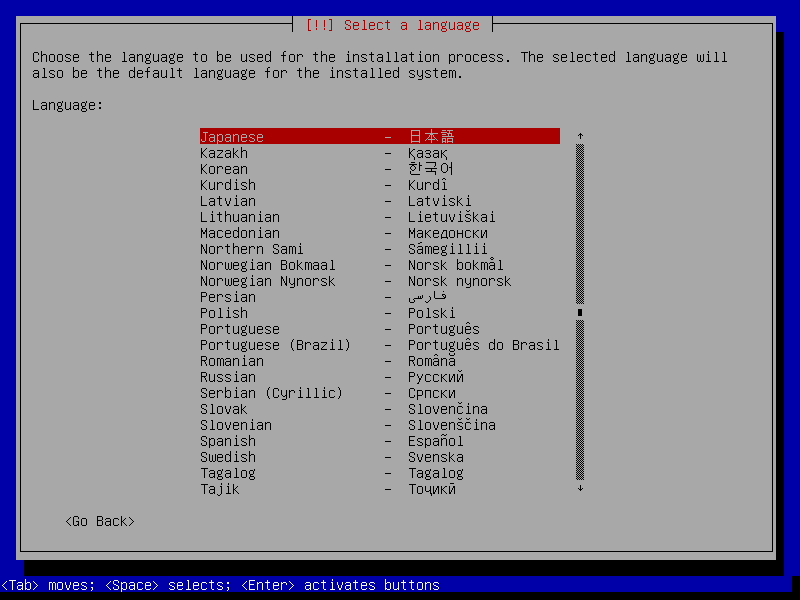 [!!] Select a language
Choose the language to be used for the installation process. The selected language will
also be the default language for the installed system.
Language:
Japanese - 日本語
Kazakh - Қазақ
Korean - 한국어
Kurdish - Kurdî
Latvian - Latviski
Lithuanian - Lietuviškai
Macedonian - Македонски
Northern Sami - Sámegillii
Norwegian Bokmaal - Norsk bokmål
Norwegian Nynorsk - Norsk nynorsk
Persian - فارسی
Polish - Polski
Portuguese - Português
Portuguese (Brazil) - Português do Brasil
Romanian - Română
Russian - Русский
Serbian (Cyrillic) - Српски
Slovak - Slovenčina
Slovenian - Slovenščina
Spanish - Español
Swedish - Svenska
Tagalog - Tagalog
Tajik - Тоҷикӣ
<Go Back>
<Tab> moves; <Space> selects; <Enter> activates buttons